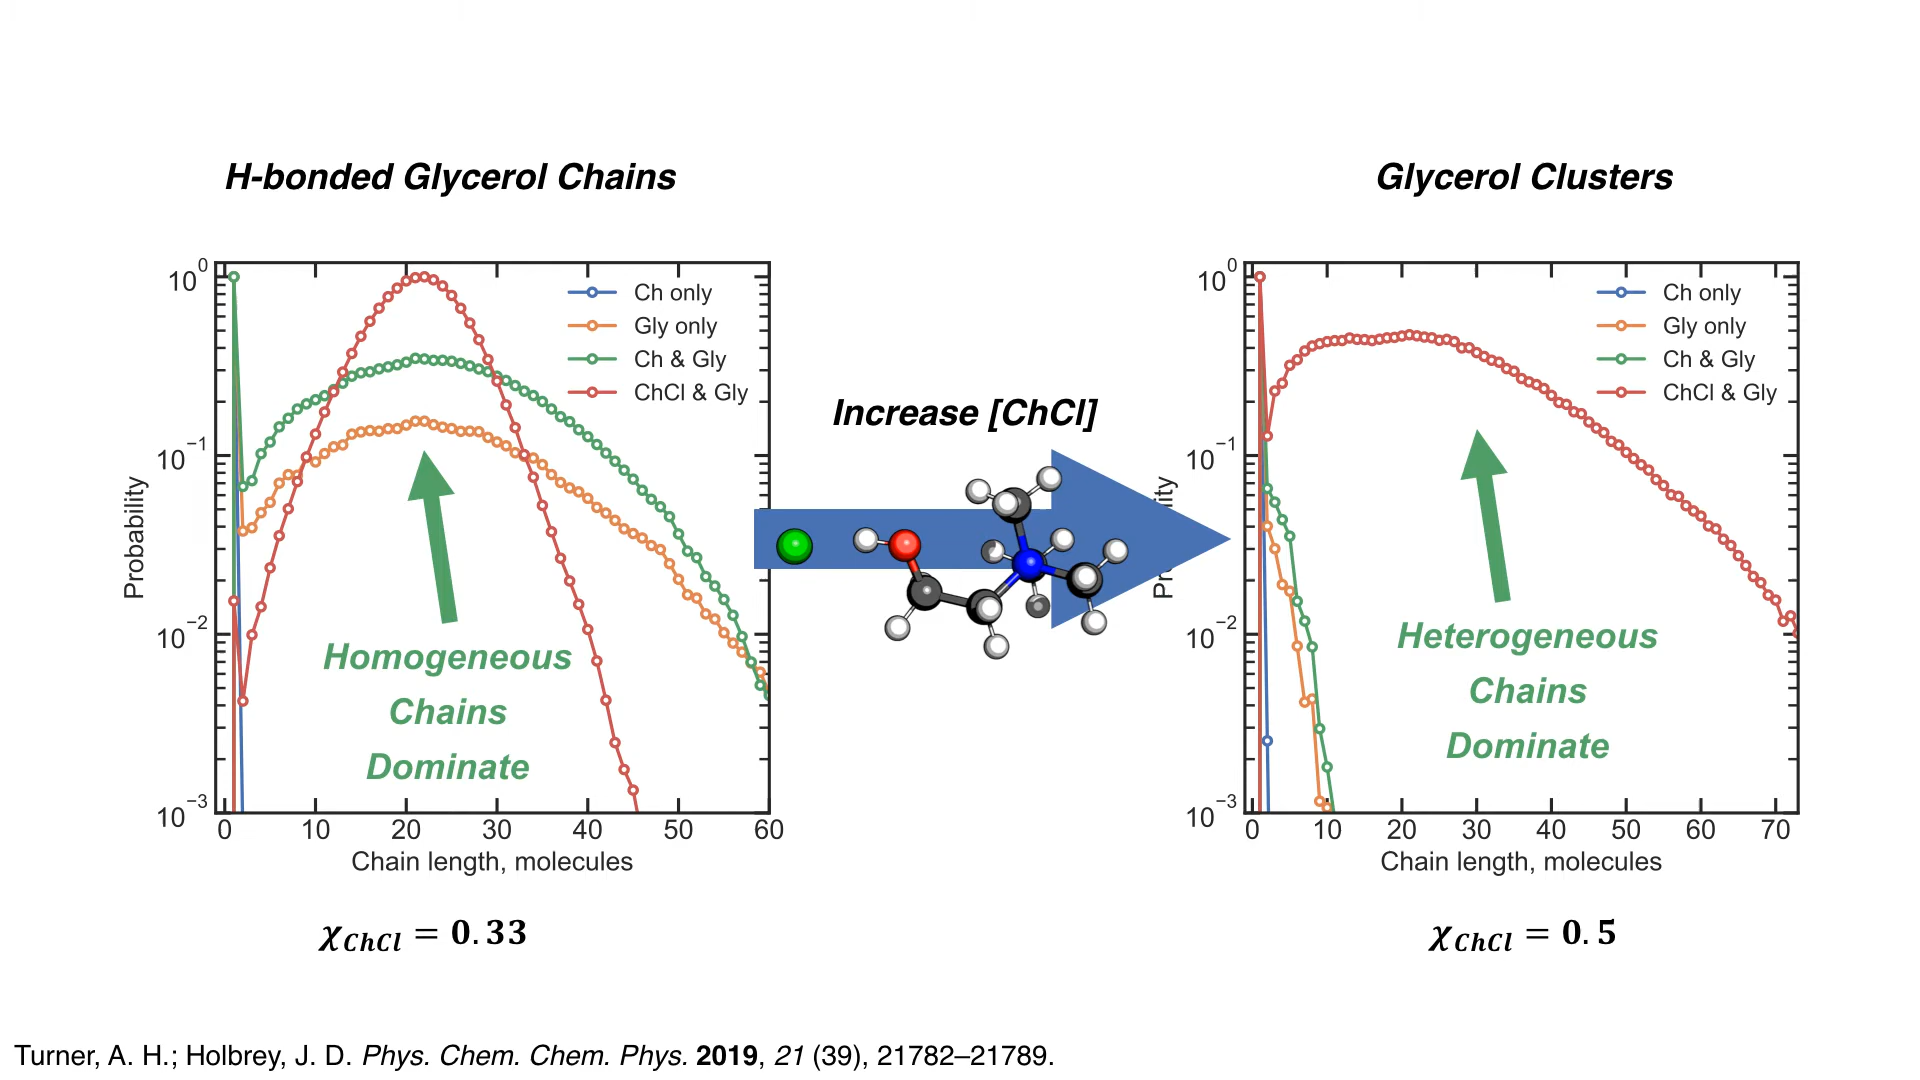 H-bonded Glycerol Chains
Glycerol Clusters
10^0
10^−1
10^−2
10^−3
Probability
Ch only
Gly only
Ch & Gly
ChCl & Gly
Homogeneous
Chains
Dominate
0 10 20 30 40 50 60
Chain length, molecules
χ_ChCl = 0.33
Increase [ChCl]
10^0
10^−1
10^−2
10^−3
Ch only
Gly only
Ch & Gly
ChCl & Gly
Heterogeneous
Chains
Dominate
0 10 20 30 40 50 60 70
Chain length, molecules
χ_ChCl = 0.5
Turner, A. H.; Holbrey, J. D. Phys. Chem. Chem. Phys. 2019, 21 (39), 21782–21789.